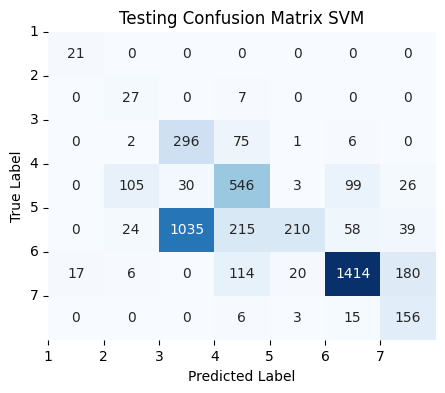 Testing Confusion Matrix SVM
1
21 0 0 0 0 0 0
2
0 27 0 7 0 0 0
3
0 2 296 75 1 6 0
4
0 105 30 546 3 99 26
5
0 24 1035 215 210 58 39
6
17 6 0 114 20 1414 180
7
0 0 0 6 3 15 156
1 2 3 4 5 6 7
True Label
Predicted Label